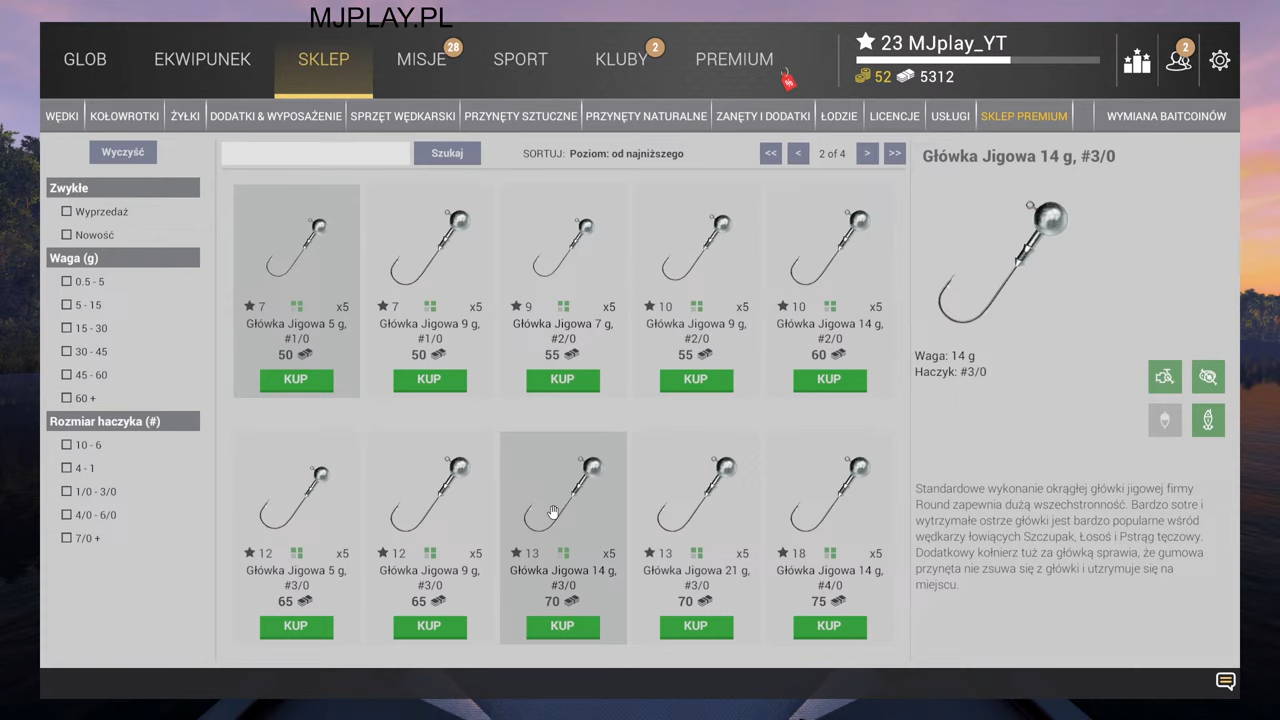 MJPLAY.PL
GLOB
EKWIPUNEK
SKLEP
MISJE 28
SPORT
KLUBY 2
PREMIUM
%
23 MJplay_YT
52 5312
2
WĘDKI
KOŁOWROTKI
ŻYŁKI
DODATKI & WYPOSAŻENIE
SPRZĘT WĘDKARSKI
PRZYNĘTY SZTUCZNE
PRZYNĘTY NATURALNE
ZANĘTY I DODATKI
ŁODZIE
LICENCJE
USŁUGI
SKLEP PREMIUM
WYMIANA BAITCOINÓW
Wyczyść
Zwykłe
Wyprzedaż
Nowość
Waga (g)
0.5 - 5
5 - 15
15 - 30
30 - 45
45 - 60
60 +
Rozmiar haczyka (#)
10 - 6
4 - 1
1/0 - 3/0
4/0 - 6/0
7/0 +
Szukaj
SORTUJ: Poziom: od najniższego
<< < 2 of 4 > >>
7 x5
Główka Jigowa 5 g,
#1/0
50
KUP
7 x5
Główka Jigowa 9 g,
#1/0
50
KUP
9 x5
Główka Jigowa 7 g,
#2/0
55
KUP
10 x5
Główka Jigowa 9 g,
#2/0
55
KUP
10 x5
Główka Jigowa 14 g,
#2/0
60
KUP
12 x5
Główka Jigowa 5 g,
#3/0
65
KUP
12 x5
Główka Jigowa 9 g,
#3/0
65
KUP
13 x5
Główka Jigowa 14 g,
#3/0
70
KUP
13 x5
Główka Jigowa 21 g,
#3/0
70
KUP
18 x5
Główka Jigowa 14 g,
#4/0
75
KUP
Główka Jigowa 14 g, #3/0
Waga: 14 g
Haczyk: #3/0
Standardowe wykonanie okrągłej główki jigowej firmy
Round zapewnia dużą wszechstronność. Bardzo sotre i
wytrzymałe ostrze główki jest bardzo popularne wśród
wędkarzy łowiących Szczupak, Łosoś i Pstrąg tęczowy.
Dodatkowy kołnierz tuż za główką sprawia, że gumowa
przynęta nie zsuwa się z główki i utzrymuje się na
miejscu.